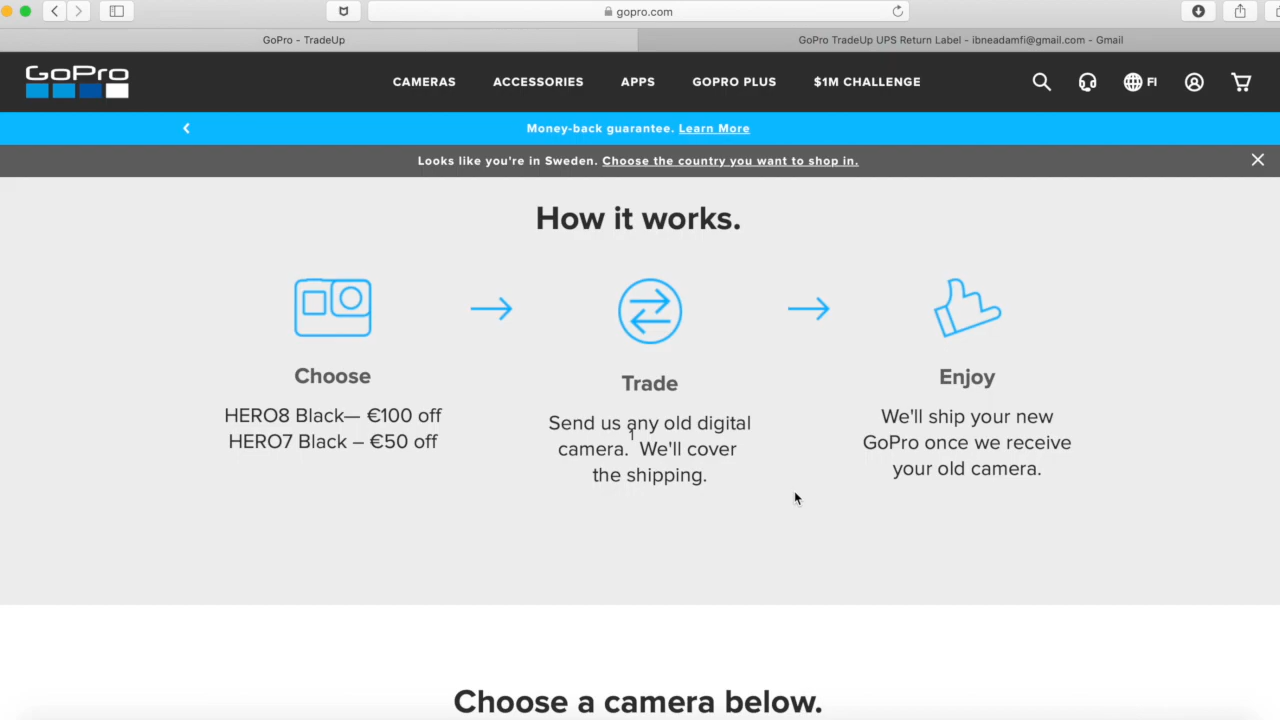 gopro.com
GoPro - TradeUp
GoPro TradeUp UPS Return Label - ibneadamfi@gmail.com - Gmail
GoPro
CAMERAS
ACCESSORIES
APPS
GOPRO PLUS
$1M CHALLENGE
FI
Money-back guarantee. Learn More
Looks like you're in Sweden. Choose the country you want to shop in.
How it works.
Choose
HERO8 Black— €100 off
HERO7 Black – €50 off
Trade
Send us any old digital
camera. We'll cover
the shipping.
Enjoy
We'll ship your new
GoPro once we receive
your old camera.
Choose a camera below.